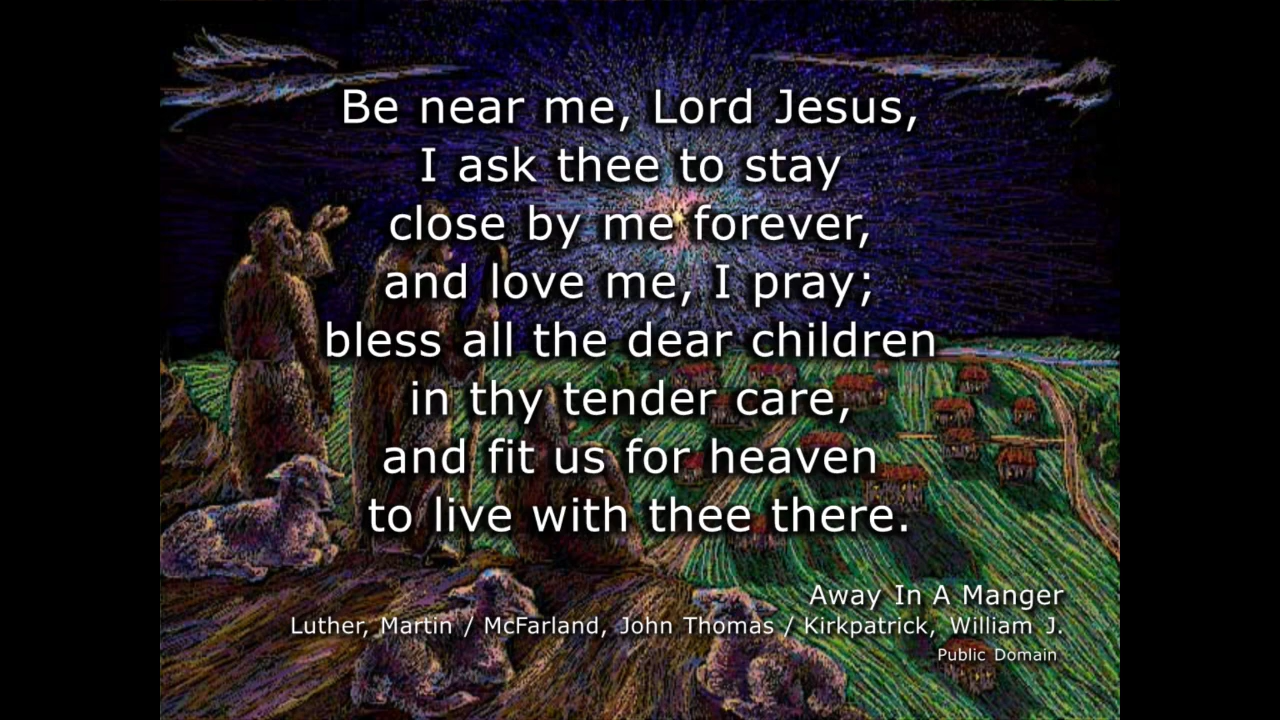 Be near me, Lord Jesus,
I ask thee to stay
close by me forever,
and love me, I pray;
bless all the dear children
in thy tender care,
and fit us for heaven
to live with thee there.
Away In A Manger
Luther, Martin / McFarland, John Thomas / Kirkpatrick, William J.
Public Domain